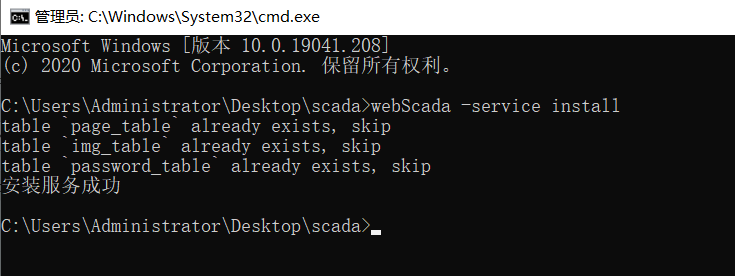 管理员: C:\Windows\System32\cmd.exe
Microsoft Windows [版本 10.0.19041.208]
(c) 2020 Microsoft Corporation. 保留所有权利。
C:\Users\Administrator\Desktop\scada>webScada -service install
table `page_table` already exists, skip
table `img_table` already exists, skip
table `password_table` already exists, skip
安装服务成功
C:\Users\Administrator\Desktop\scada>